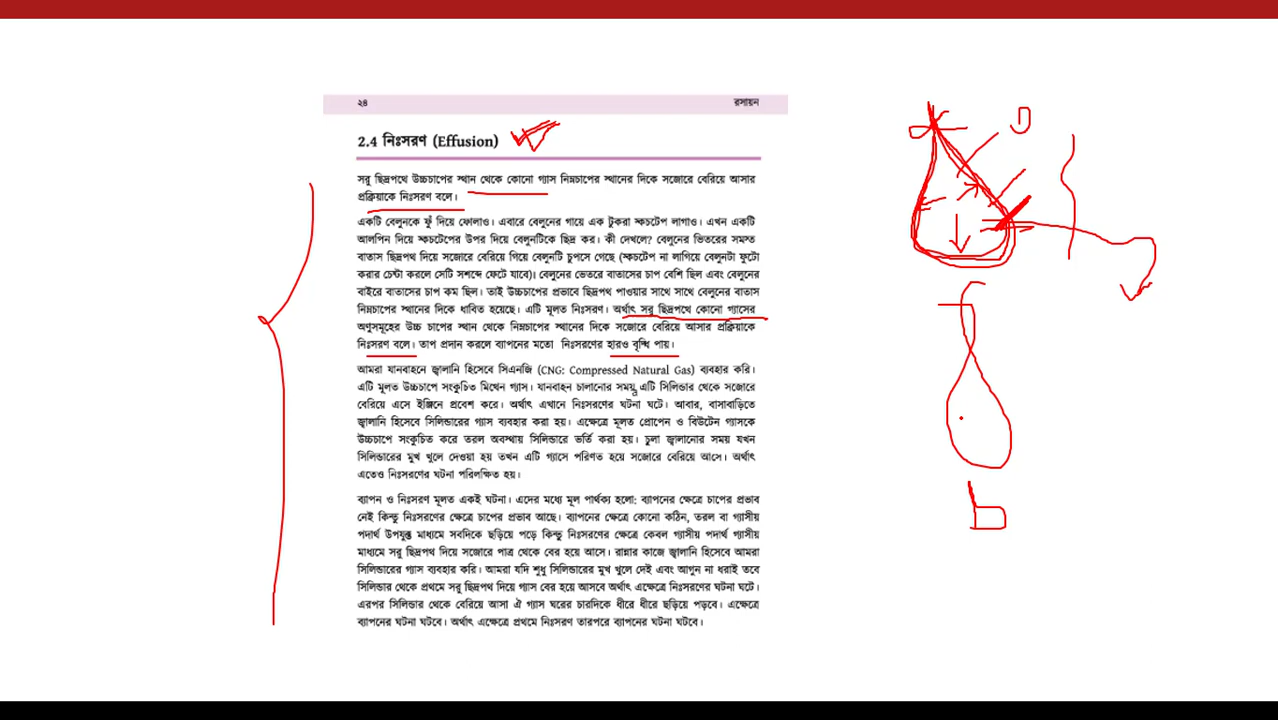 ২৪
রসায়ন
2.4 নিঃসরণ (Effusion)
সরু ছিদ্রপথে উচ্চচাপের স্থান থেকে কোনো গ্যাস নিম্নচাপের স্থানের দিকে সজোরে বেরিয়ে আসার
প্রক্রিয়াকে নিঃসরণ বলে।
একটি বেলুনকে ফুঁ দিয়ে ফোলাও। এবারে বেলুনের গায়ে এক টুকরা স্কচটেপ লাগাও। এখন একটি
আলপিন দিয়ে স্কচটেপের উপর দিয়ে বেলুনটিকে ছিদ্র কর। কী দেখলে? বেলুনের ভিতরের সমস্ত
বাতাস ছিদ্রপথ দিয়ে সজোরে বেরিয়ে গিয়ে বেলুনটি চুপসে গেছে (স্কচটেপ না লাগিয়ে বেলুনটা ফুটো
করার চেষ্টা করলে সেটি সশব্দে ফেটে যাবে)। বেলুনের ভেতরে বাতাসের চাপ বেশি ছিল এবং বেলুনের
বাইরে বাতাসের চাপ কম ছিল। তাই উচ্চচাপের প্রভাবে ছিদ্রপথ পাওয়ার সাথে সাথে বেলুনের বাতাস
নিম্নচাপের স্থানের দিকে ধাবিত হয়েছে। এটি মূলত নিঃসরণ। অর্থাৎ সরু ছিদ্রপথে কোনো গ্যাসের
অণুসমূহের উচ্চ চাপের স্থান থেকে নিম্নচাপের স্থানের দিকে সজোরে বেরিয়ে আসার প্রক্রিয়াকে
নিঃসরণ বলে। তাপ প্রদান করলে ব্যাপনের মতো নিঃসরণের হারও বৃদ্ধি পায়।
আমরা যানবাহনে জ্বালানি হিসেবে সিএনজি (CNG: Compressed Natural Gas) ব্যবহার করি।
এটি মূলত উচ্চচাপে সংকুচিত মিথেন গ্যাস। যানবাহন চালানোর সময় এটি সিলিন্ডার থেকে সজোরে
বেরিয়ে এসে ইঞ্জিনে প্রবেশ করে। অর্থাৎ এখানে নিঃসরণের ঘটনা ঘটে। আবার, বাসাবাড়িতে
জ্বালানি হিসেবে সিলিন্ডারের গ্যাস ব্যবহার করা হয়। এক্ষেত্রে মূলত প্রোপেন ও বিউটেন গ্যাসকে
উচ্চচাপে সংকুচিত করে তরল অবস্থায় সিলিন্ডারে ভর্তি করা হয়। চুলা জ্বালানোর সময় যখন
সিলিন্ডারের মুখ খুলে দেওয়া হয় তখন এটি গ্যাসে পরিণত হয়ে সজোরে বেরিয়ে আসে। অর্থাৎ
এতেও নিঃসরণের ঘটনা পরিলক্ষিত হয়।
ব্যাপন ও নিঃসরণ মূলত একই ঘটনা। এদের মধ্যে মূল পার্থক্য হলো: ব্যাপনের ক্ষেত্রে চাপের প্রভাব
নেই কিন্তু নিঃসরণের ক্ষেত্রে চাপের প্রভাব আছে। ব্যাপনের ক্ষেত্রে কোনো কঠিন, তরল বা গ্যাসীয়
পদার্থ উপযুক্ত মাধ্যমে সবদিকে ছড়িয়ে পড়ে কিন্তু নিঃসরণের ক্ষেত্রে কেবল গ্যাসীয় পদার্থ গ্যাসীয়
মাধ্যমে সরু ছিদ্রপথ দিয়ে সজোরে পাত্র থেকে বের হয়ে আসে। রান্নার কাজে জ্বালানি হিসেবে আমরা
সিলিন্ডারের গ্যাস ব্যবহার করি। আমরা যদি শুধু সিলিন্ডারের মুখ খুলে দেই এবং আগুন না ধরাই তবে
সিলিন্ডার থেকে প্রথমে সরু ছিদ্রপথ দিয়ে গ্যাস বের হয়ে আসবে অর্থাৎ এক্ষেত্রে নিঃসরণের ঘটনা ঘটে।
এরপর সিলিন্ডার থেকে বেরিয়ে আসা ঐ গ্যাস ঘরের চারদিকে ধীরে ধীরে ছড়িয়ে পড়বে। এক্ষেত্রে
ব্যাপনের ঘটনা ঘটবে। অর্থাৎ এক্ষেত্রে প্রথমে নিঃসরণ তারপরে ব্যাপনের ঘটনা ঘটবে।